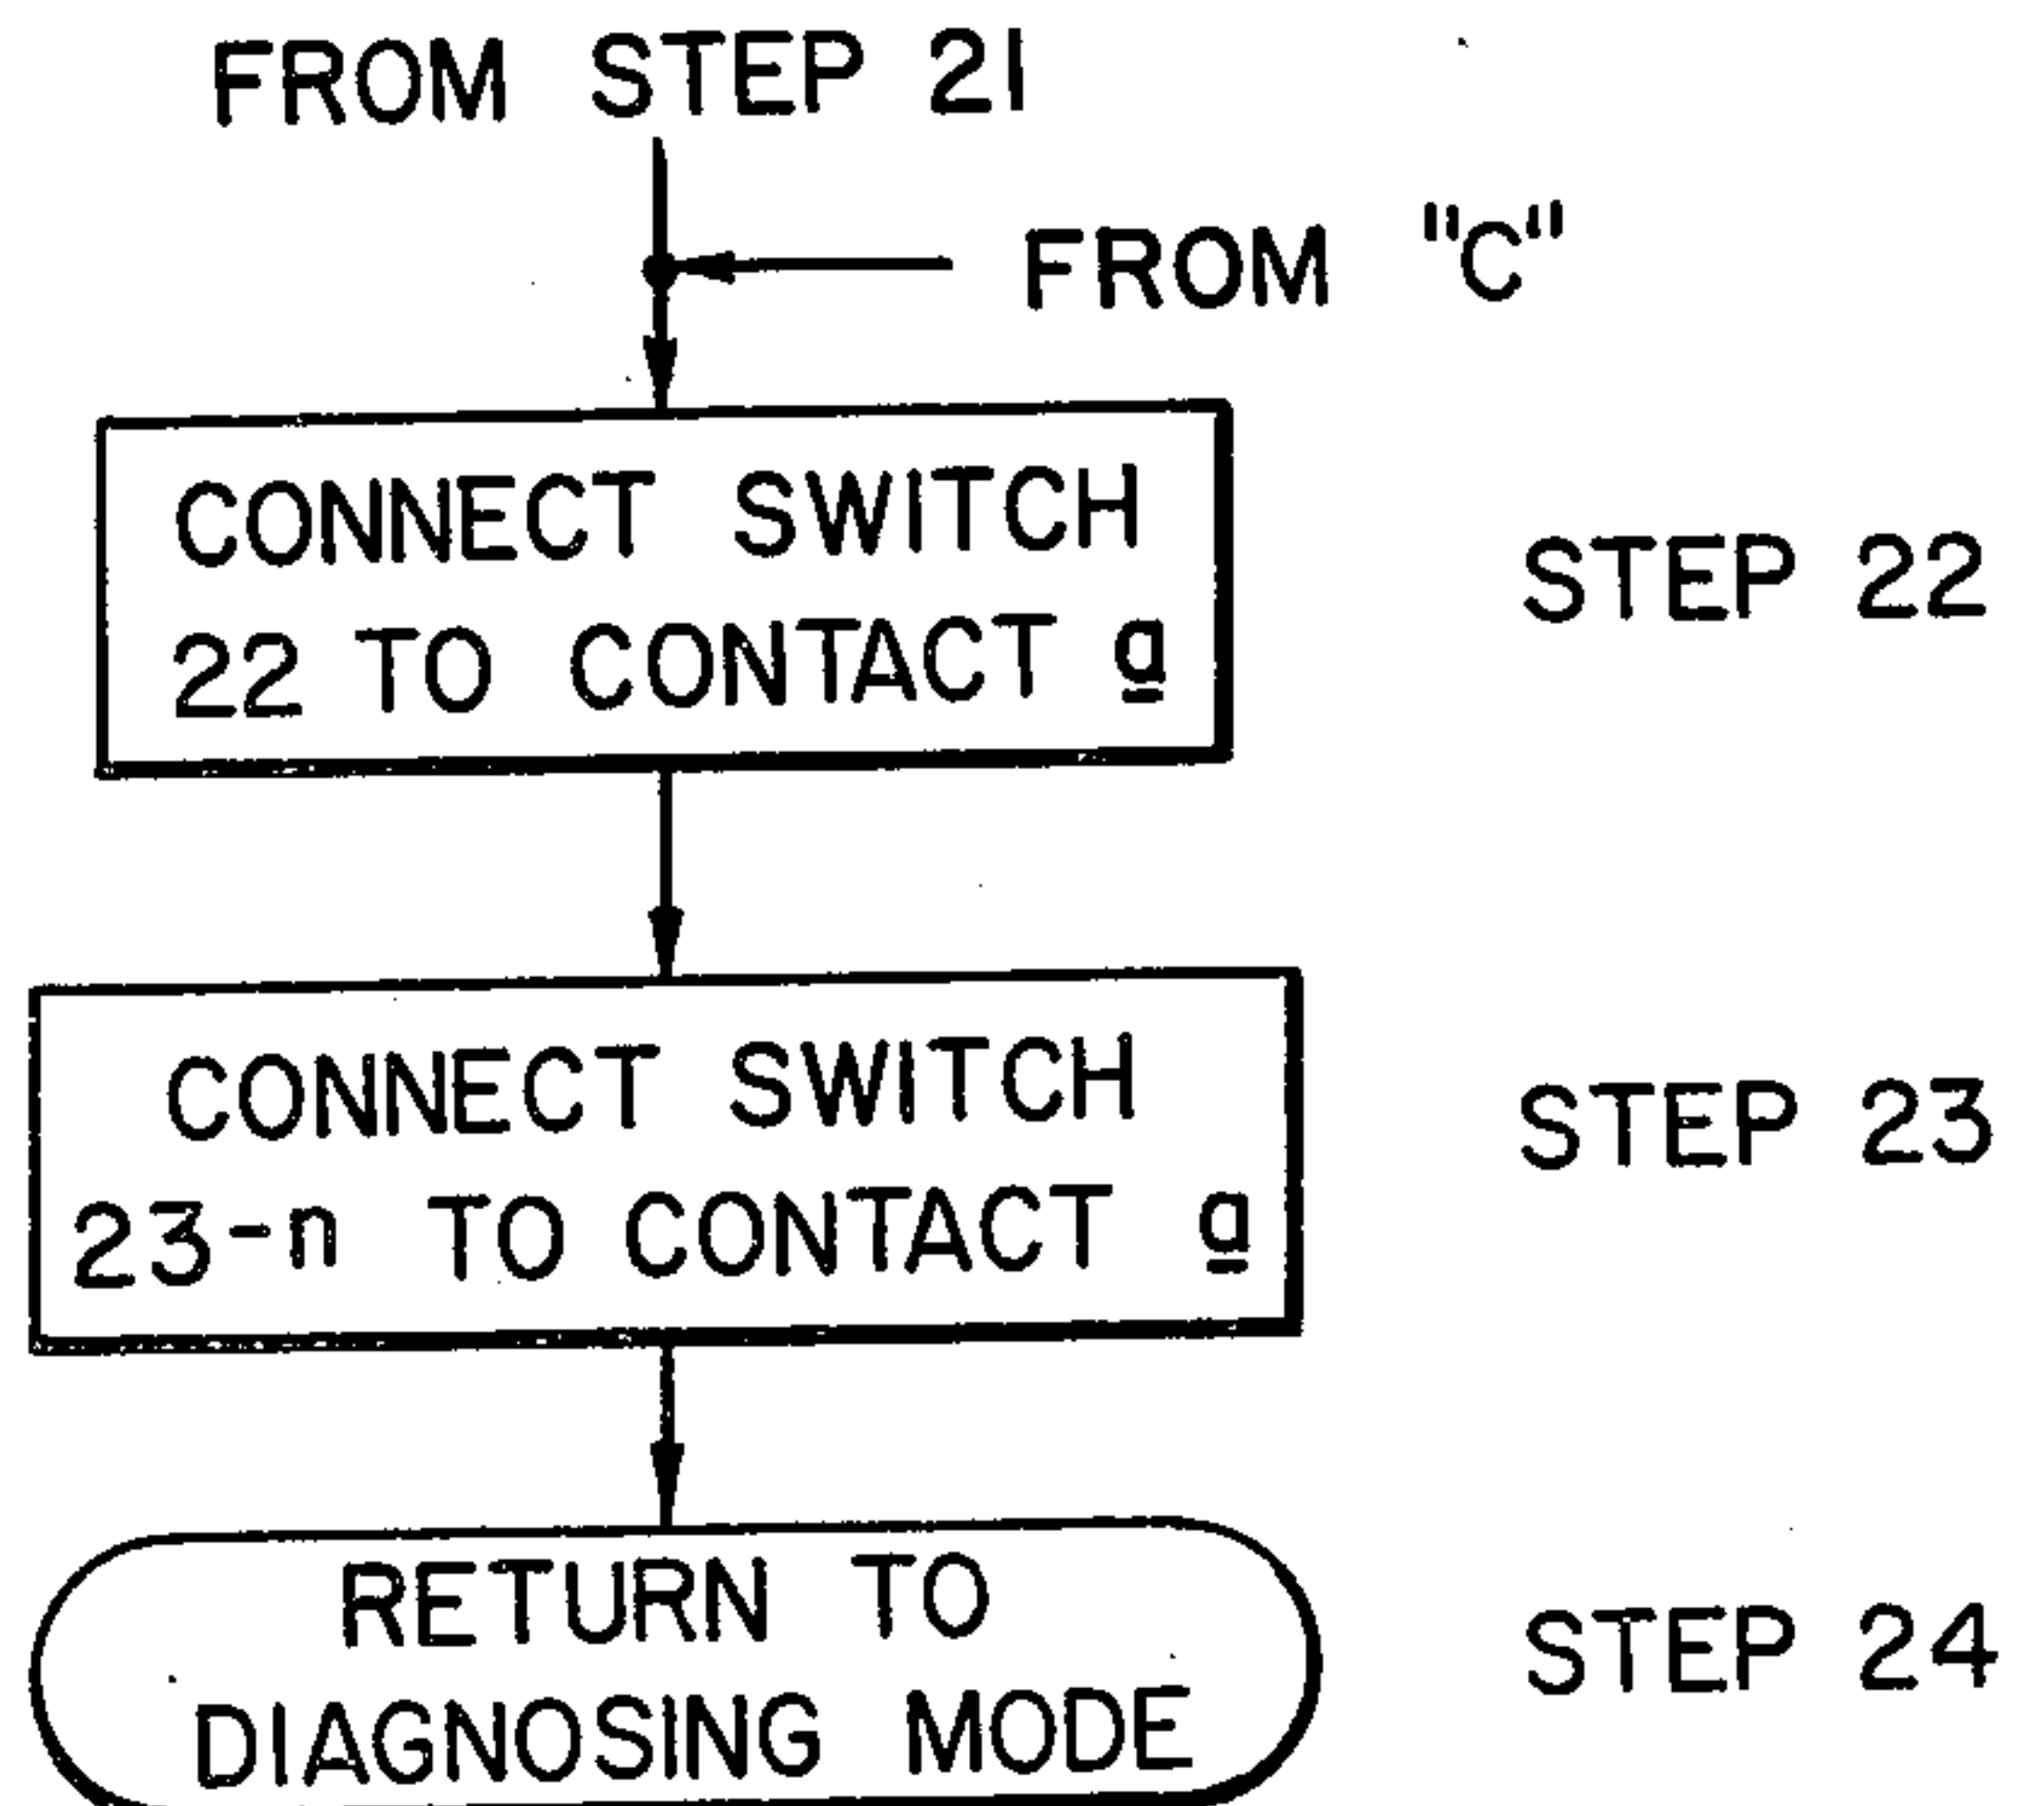 FROM STEP 21
FROM "C"
CONNECT SWITCH
22 TO CONTACT a
STEP 22
CONNECT SWITCH
23-n TO CONTACT a
STEP 23
RETURN TO
DIAGNOSING MODE
STEP 24